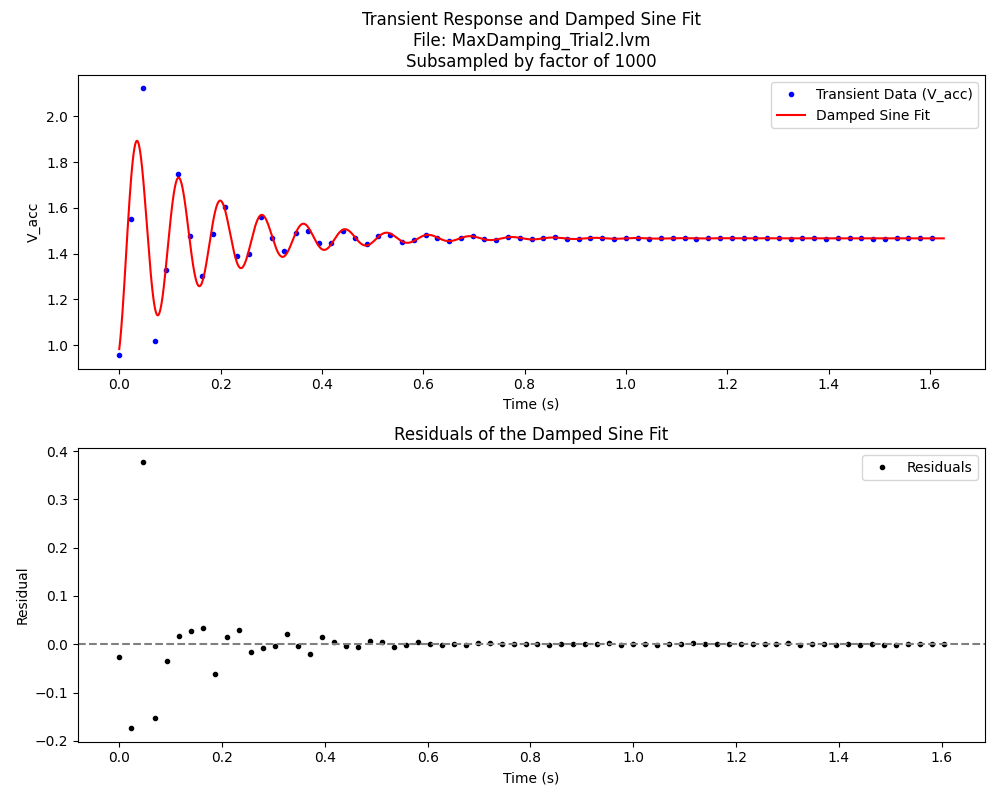 Transient Response and Damped Sine Fit
File: MaxDamping_Trial2.lvm
Subsampled by factor of 1000
Transient Data (V_acc)
Damped Sine Fit
V_acc
2.0
1.8
1.6
1.4
1.2
1.0
0.0 0.2 0.4 0.6 0.8 1.0 1.2 1.4 1.6
Time (s)
Residuals of the Damped Sine Fit
Residuals
Residual
0.4
0.3
0.2
0.1
0.0
−0.1
−0.2
0.0 0.2 0.4 0.6 0.8 1.0 1.2 1.4 1.6
Time (s)